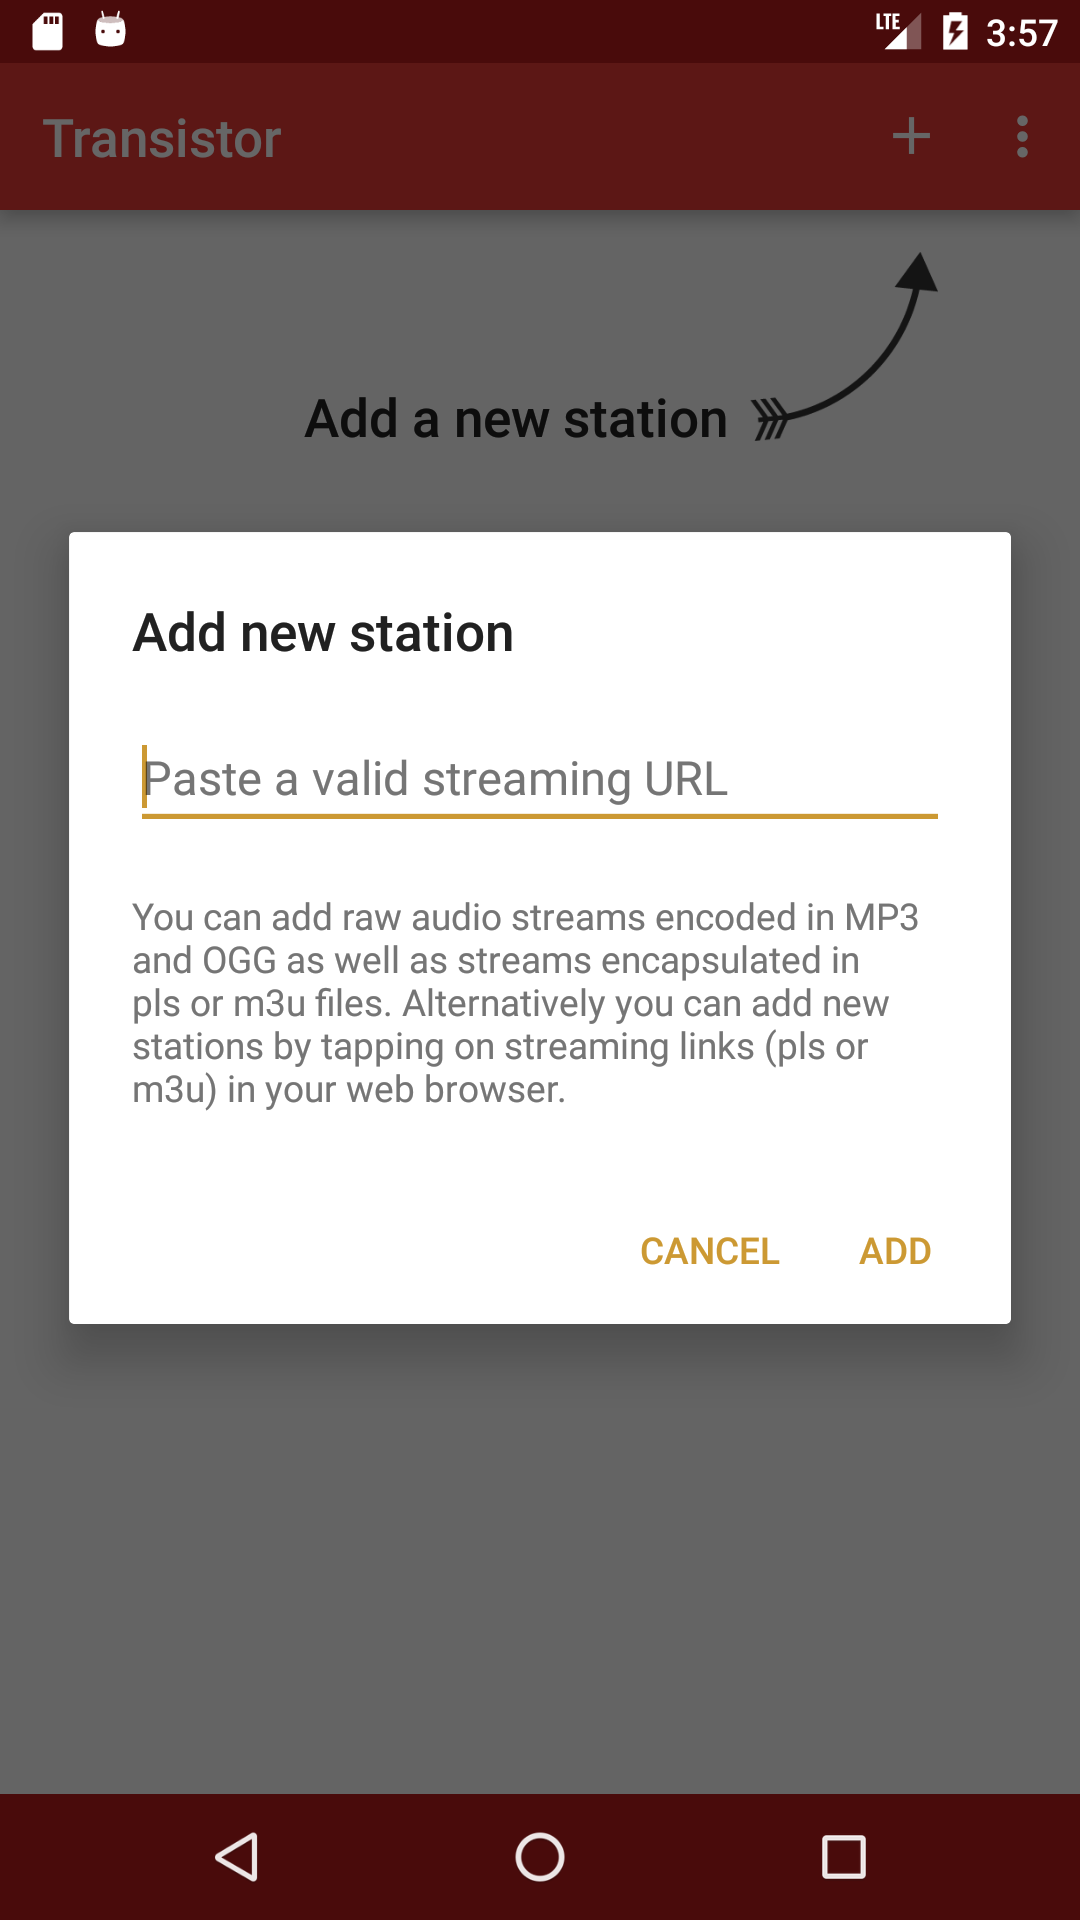 LTE 3:57
Transistor
Add a new station
Add new station
Paste a valid streaming URL
You can add raw audio streams encoded in MP3
and OGG as well as streams encapsulated in
pls or m3u files. Alternatively you can add new
stations by tapping on streaming links (pls or
m3u) in your web browser.
CANCEL ADD